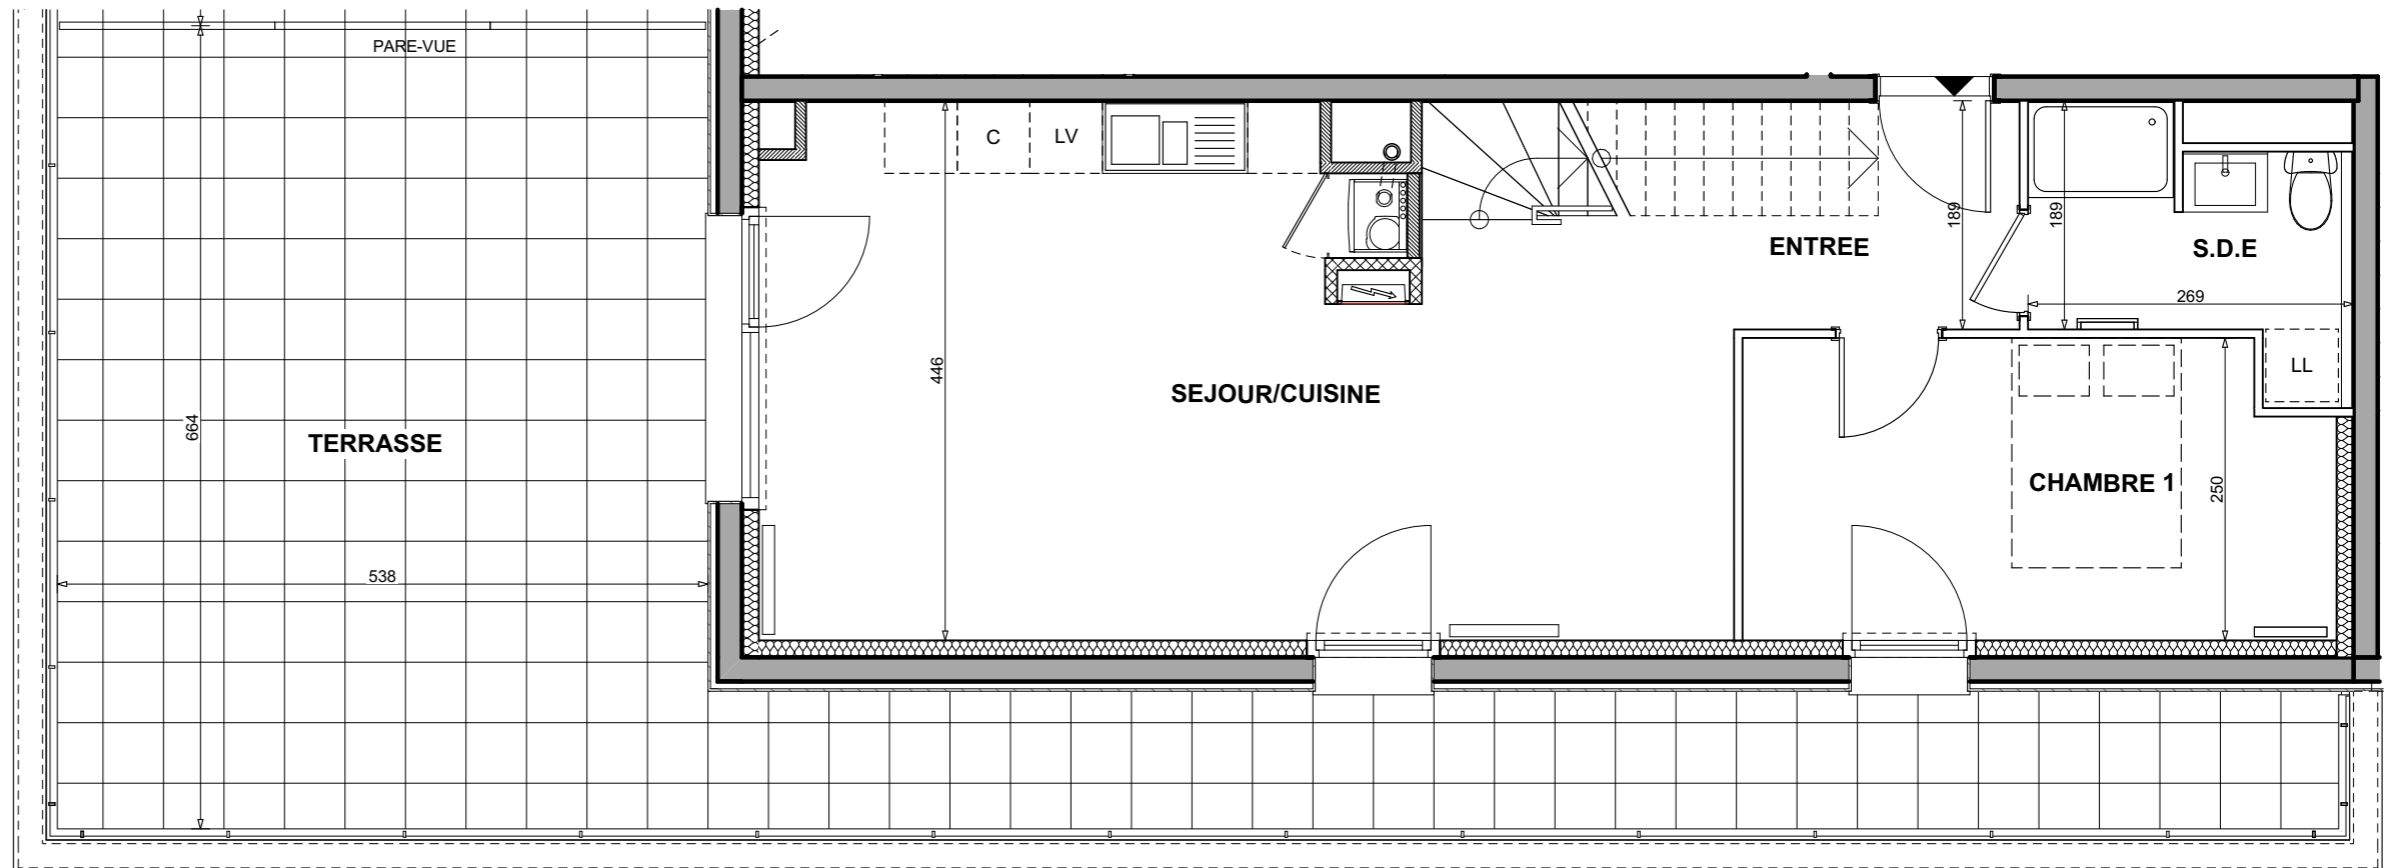 PARE-VUE
C
LV
189
189
ENTREE
S.D.E
269
446
LL
SEJOUR/CUISINE
664
TERRASSE
CHAMBRE 1
250
538